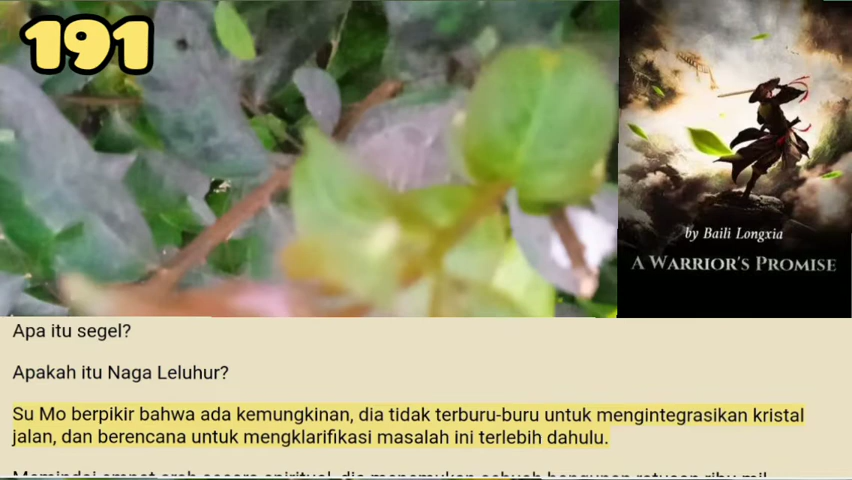 191
by Baili Longxia
A WARRIOR'S PROMISE
Apa itu segel?
Apakah itu Naga Leluhur?
Su Mo berpikir bahwa ada kemungkinan, dia tidak terburu-buru untuk mengintegrasikan kristal
jalan, dan berencana untuk mengklarifikasi masalah ini terlebih dahulu.